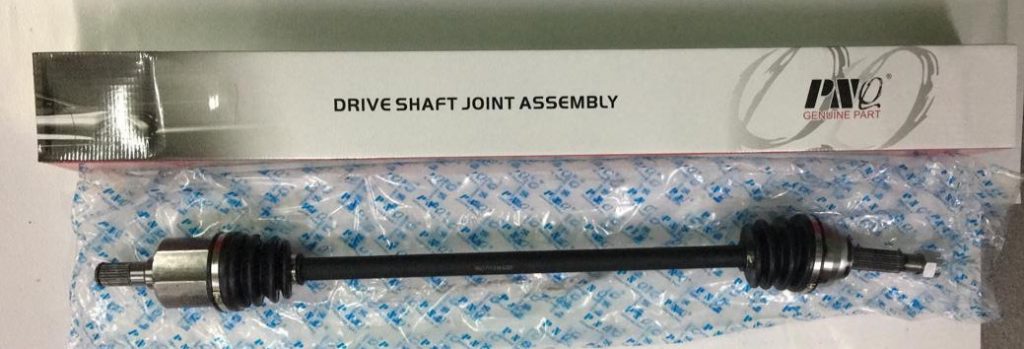 DRIVE SHAFT JOINT ASSEMBLY
PNQ®
GENUINE PART